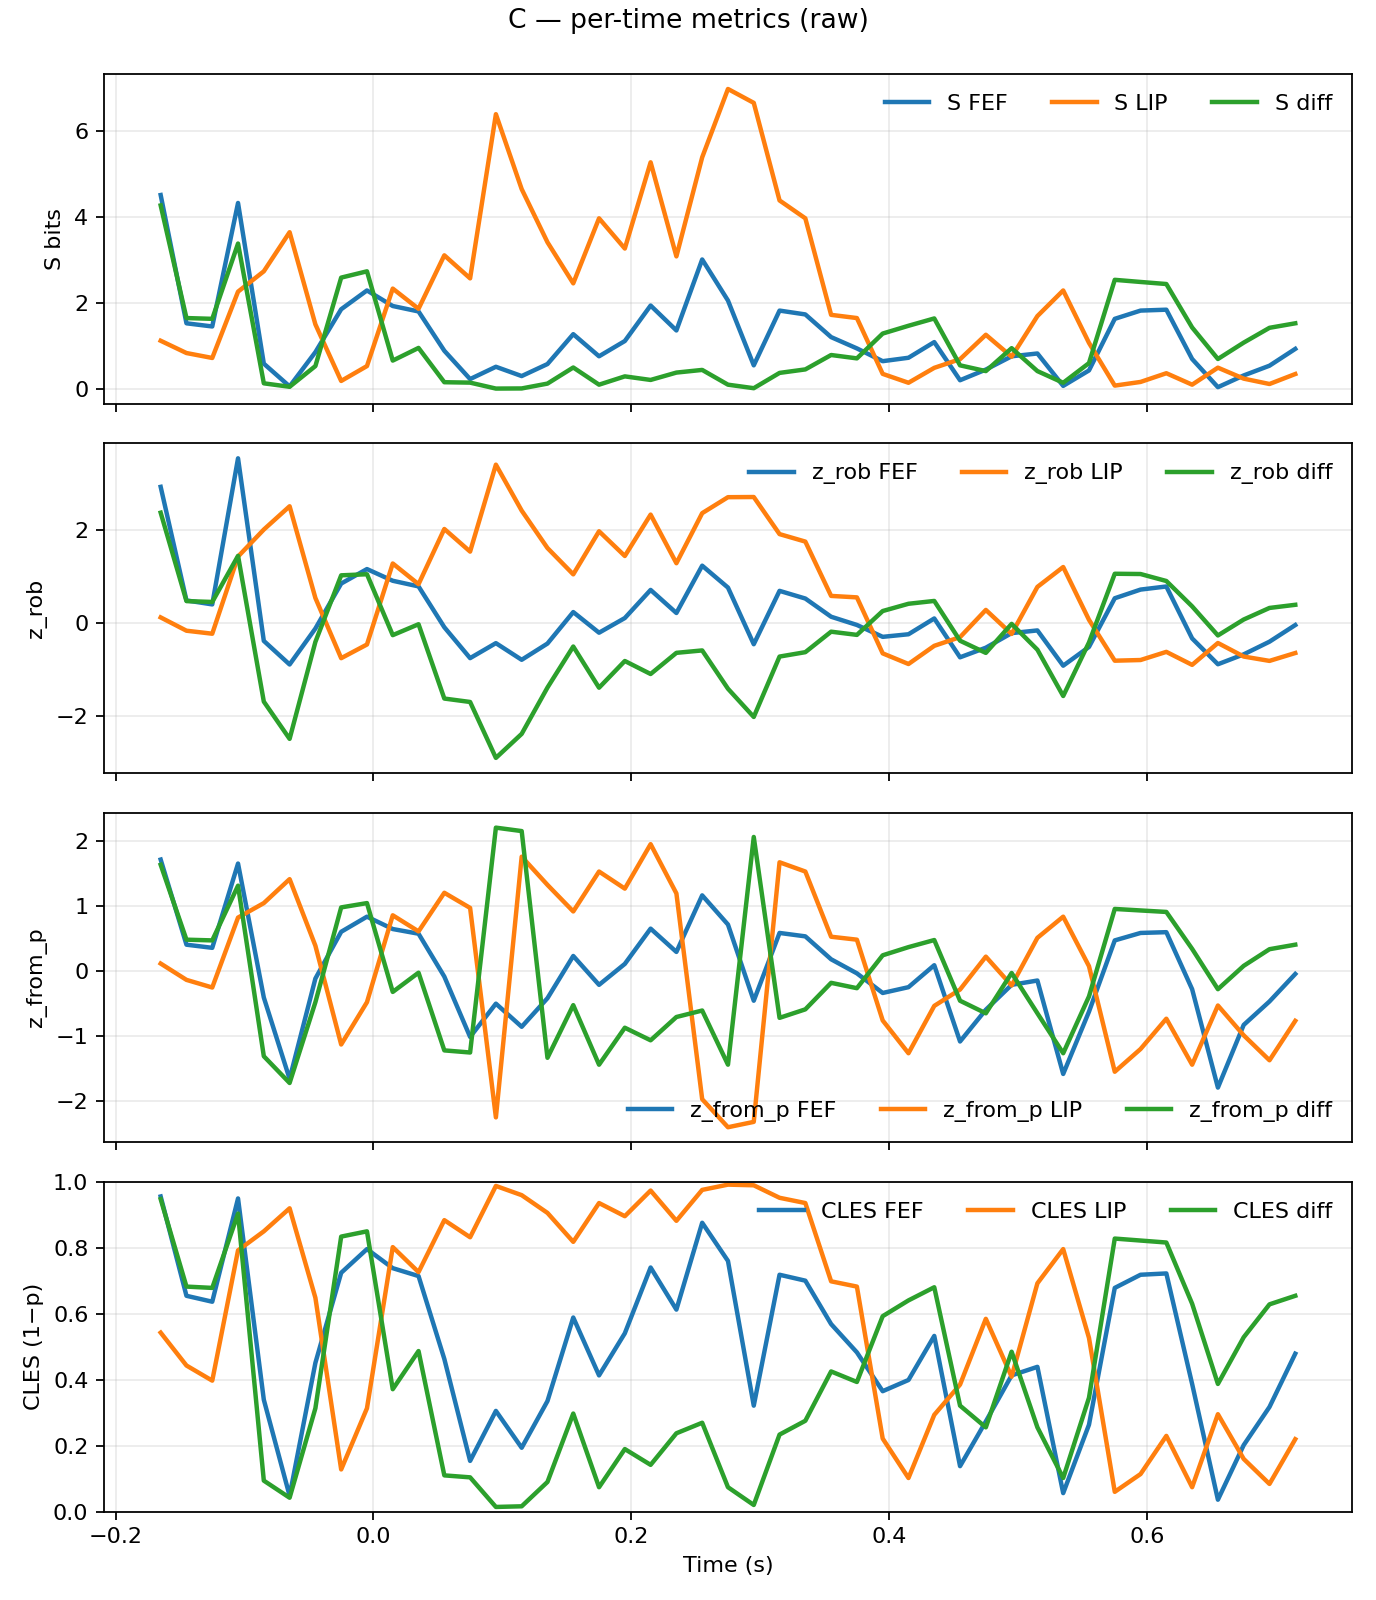 C — per-time metrics (raw)
S FEF S LIP S diff
6
4
2
0
S bits
z_rob FEF z_rob LIP z_rob diff
2
0
−2
z_rob
2
1
0
−1
−2
z_from_p
z_from_p FEF z_from_p LIP z_from_p diff
CLES FEF CLES LIP CLES diff
1.0
0.8
0.6
0.4
0.2
0.0
CLES (1−p)
−0.2 0.0 0.2 0.4 0.6
Time (s)